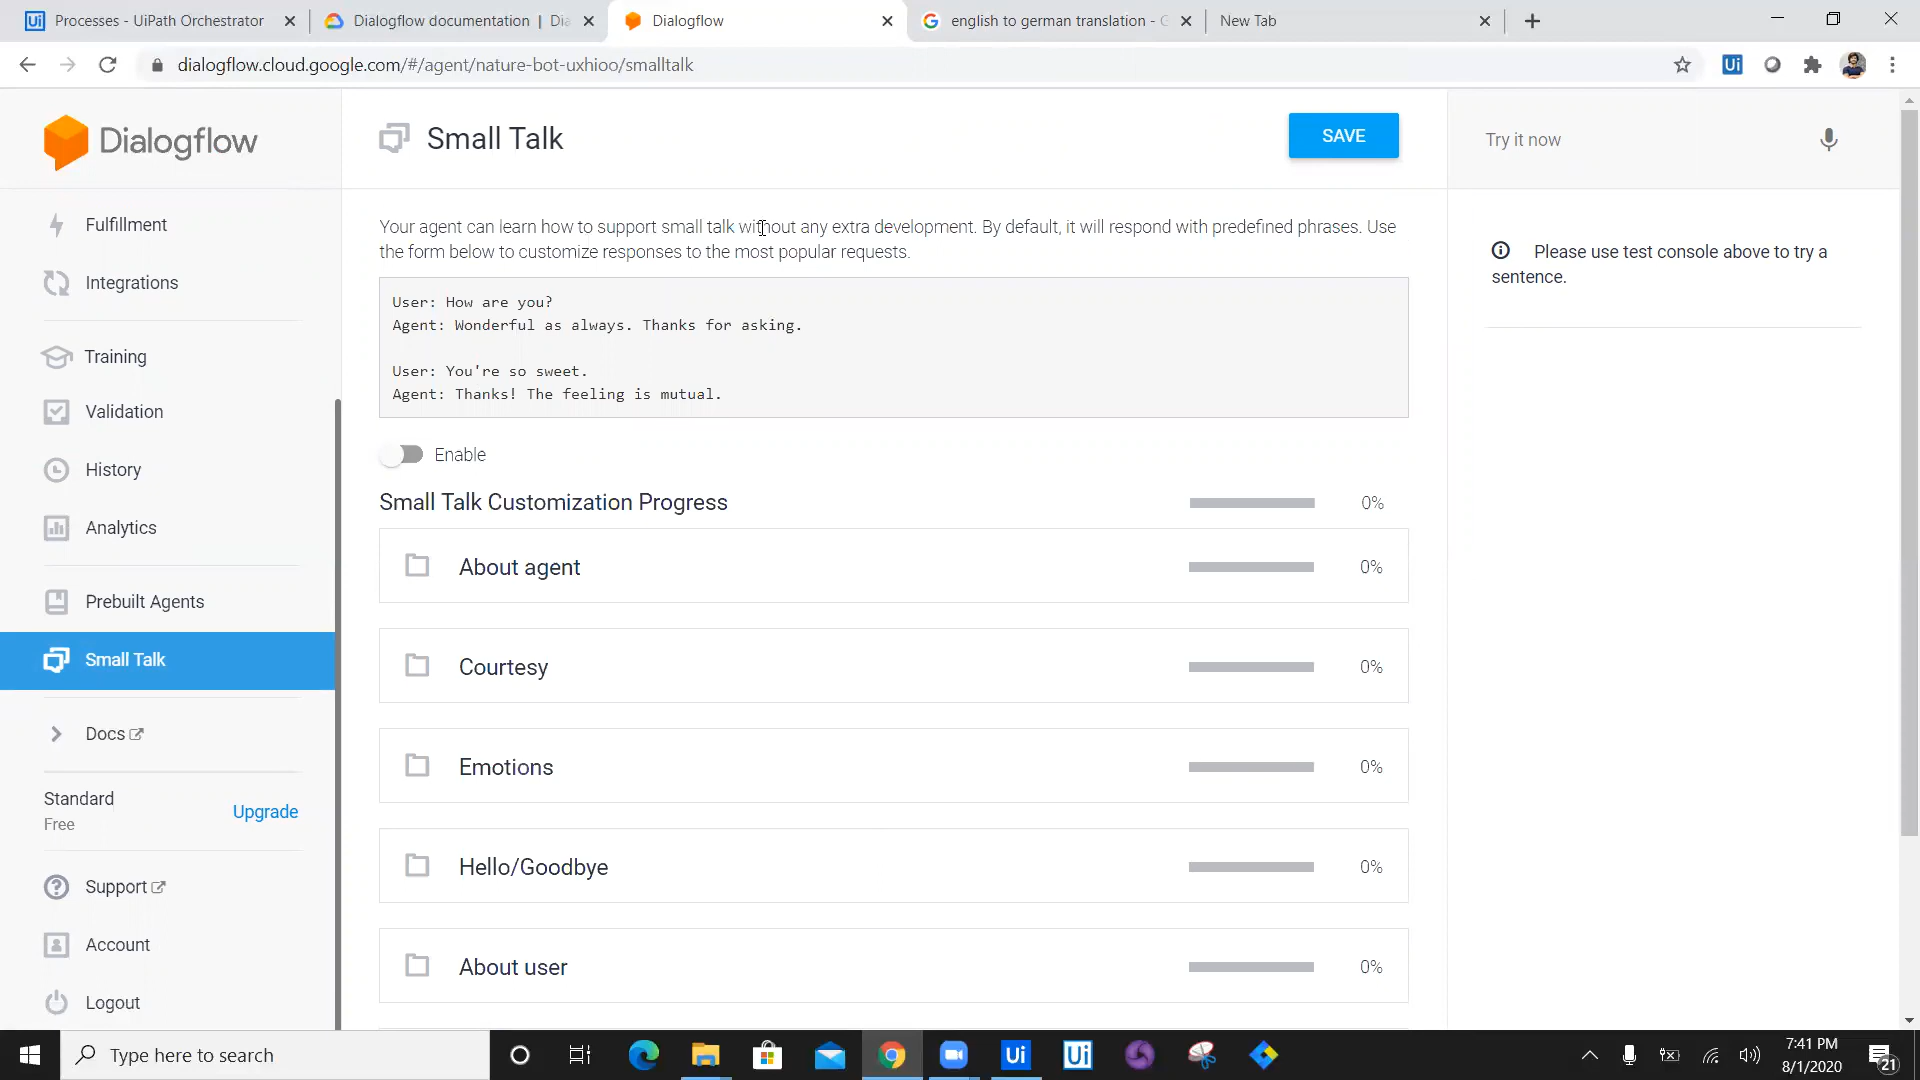 Processes - UiPath Orchestrator
Dialogflow documentation | Dia
Dialogflow
english to german translation - G
New Tab
dialogflow.cloud.google.com/#/agent/nature-bot-uxhioo/smalltalk
Ui
Dialogflow
Small Talk
SAVE
Try it now
Fulfillment
Integrations
Training
Validation
History
Analytics
Prebuilt Agents
Small Talk
Docs
Standard
Free
Upgrade
Support
Account
Logout
Your agent can learn how to support small talk without any extra development. By default, it will respond with predefined phrases. Use
the form below to customize responses to the most popular requests.
User: How are you?
Agent: Wonderful as always. Thanks for asking.
User: You're so sweet.
Agent: Thanks! The feeling is mutual.
Enable
Small Talk Customization Progress 0%
About agent 0%
Courtesy 0%
Emotions 0%
Hello/Goodbye 0%
About user 0%
Please use test console above to try a
sentence.
Type here to search
Ui
Ui
7:41 PM
8/1/2020
21